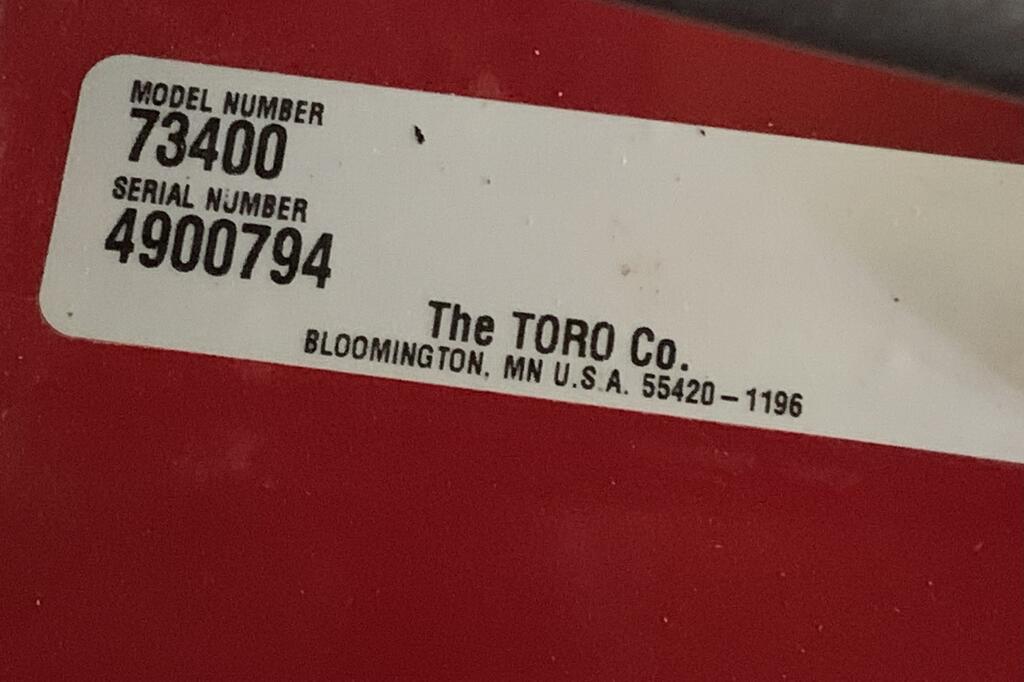 MODEL NUMBER
73400
SERIAL NUMBER
4900794
The TORO Co.
BLOOMINGTON, MN U.S.A. 55420-1196